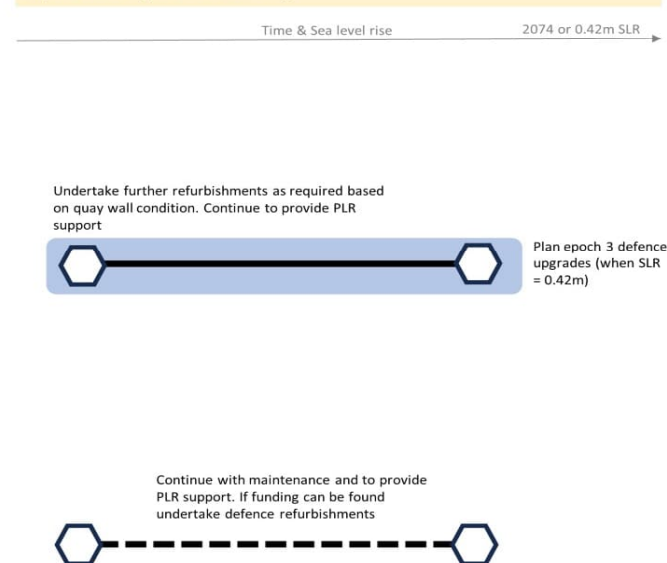 Time & Sea level rise
2074 or 0.42m SLR
Undertake further refurbishments as required based
on quay wall condition. Continue to provide PLR
support
Plan epoch 3 defence
upgrades (when SLR
= 0.42m)
Continue with maintenance and to provide
PLR support. If funding can be found
undertake defence refurbishments